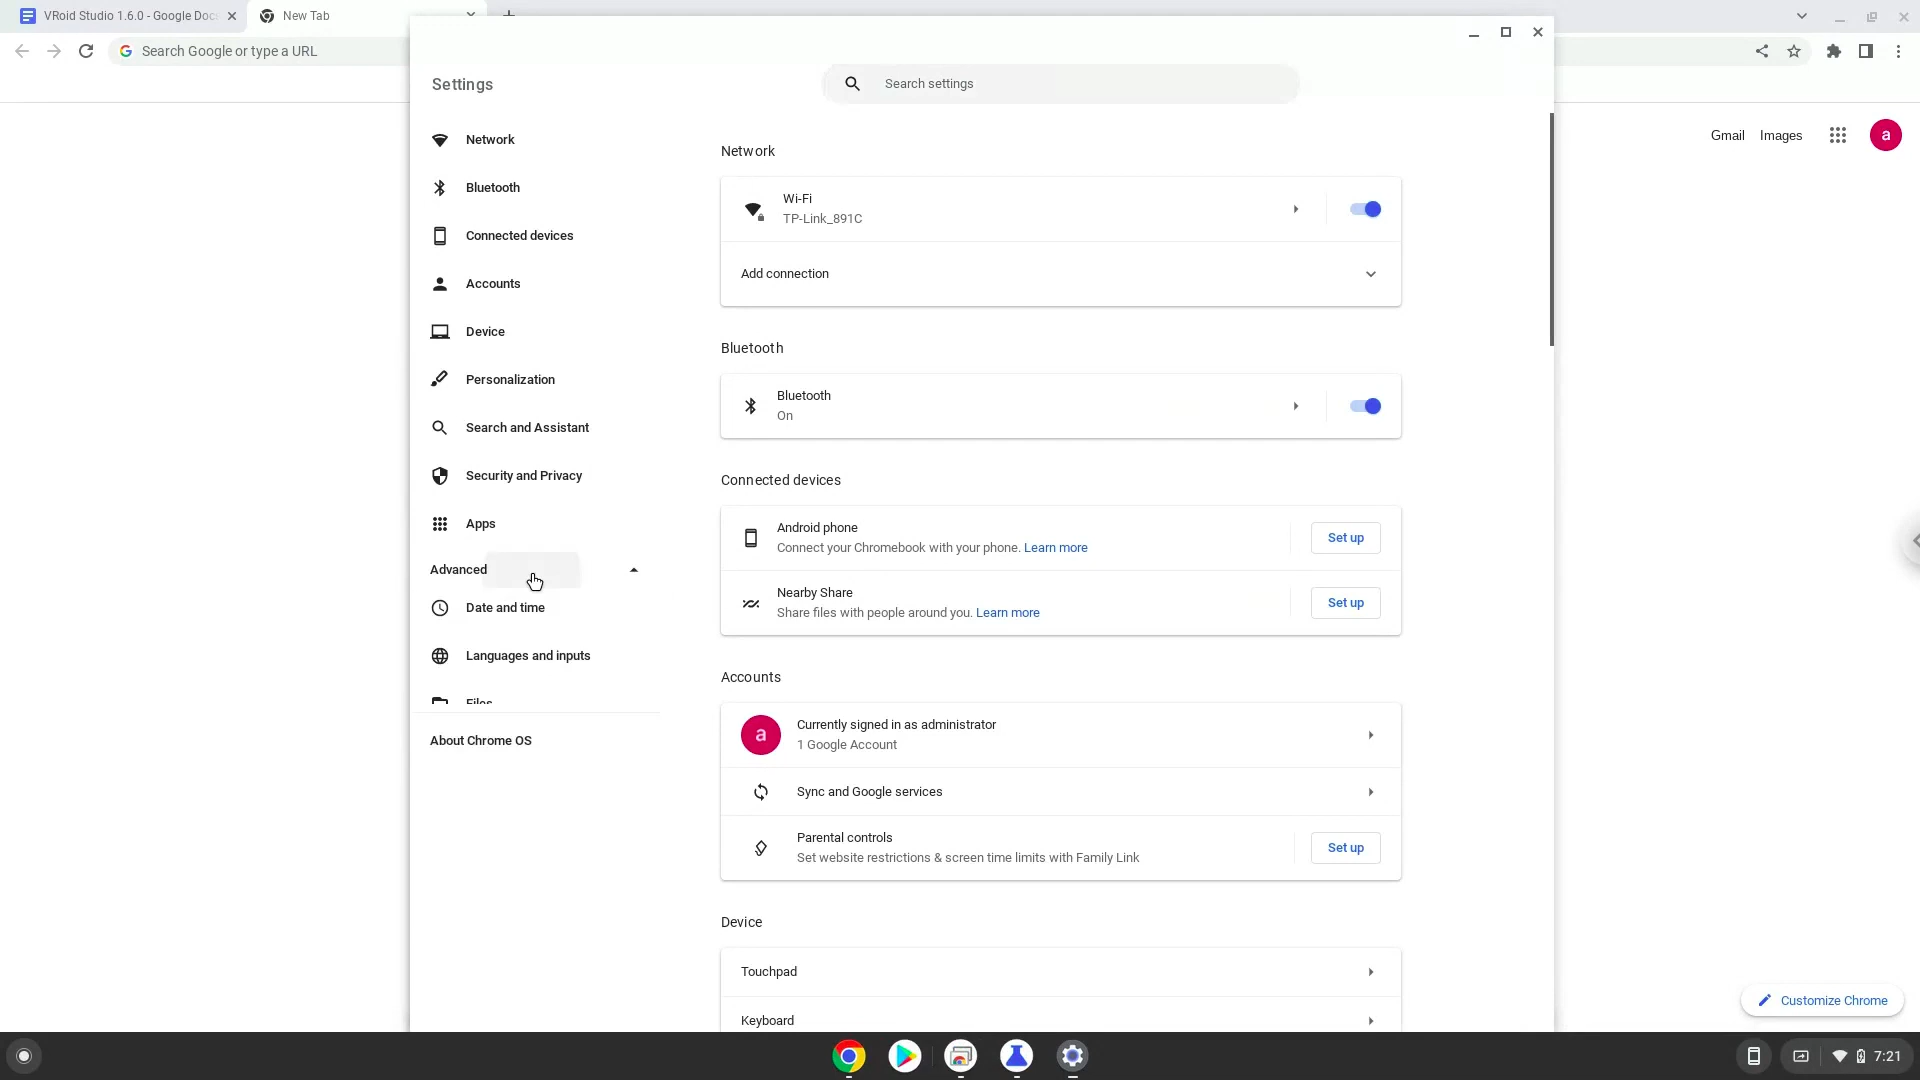 VRoid Studio 1.6.0 - Google Doc
New Tab
Search Google or type a URL
Gmail
Images
a
Settings
Search settings
Network
Bluetooth
Connected devices
Accounts
Device
Personalization
Search and Assistant
Security and Privacy
Apps
Advanced
Date and time
Languages and inputs
Files
About Chrome OS
Network
Wi-Fi
TP-Link_891C
Add connection
Bluetooth
Bluetooth
On
Connected devices
Android phone
Connect your Chromebook with your phone. Learn more
Set up
Nearby Share
Share files with people around you. Learn more
Set up
Accounts
a
Currently signed in as administrator
1 Google Account
Sync and Google services
Parental controls
Set website restrictions & screen time limits with Family Link
Set up
Device
Touchpad
Keyboard
Customize Chrome
7:21